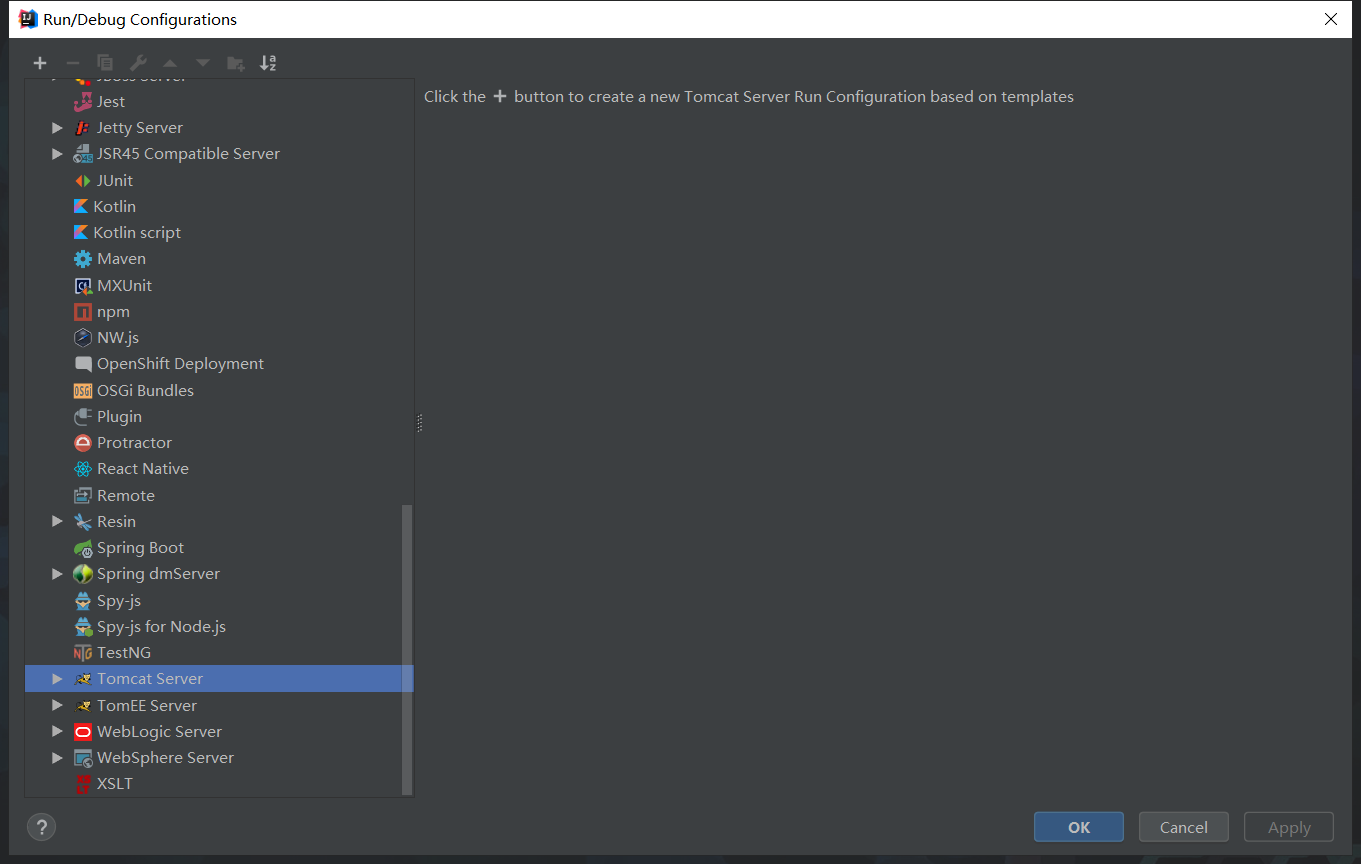 Run/Debug Configurations
Click the + button to create a new Tomcat Server Run Configuration based on templates
JBoss Server
Jest
Jetty Server
JSR45 Compatible Server
JUnit
Kotlin
Kotlin script
Maven
MXUnit
npm
NW.js
OpenShift Deployment
OSGi Bundles
Plugin
Protractor
React Native
Remote
Resin
Spring Boot
Spring dmServer
Spy-js
Spy-js for Node.js
TestNG
Tomcat Server
TomEE Server
WebLogic Server
WebSphere Server
XSLT
? OK Cancel Apply